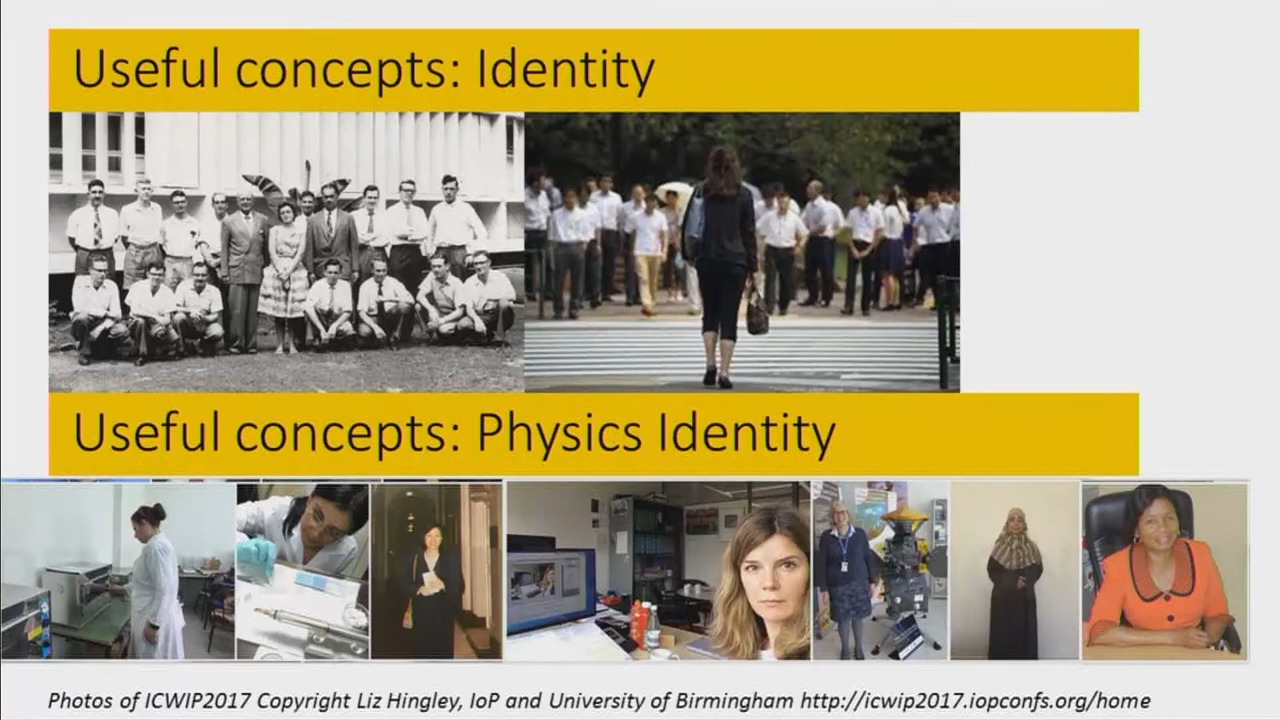 Useful concepts: Identity
Useful concepts: Physics Identity
Photos of ICWIP2017 Copyright Liz Hingley, IoP and University of Birmingham http://icwip2017.iopconfs.org/home